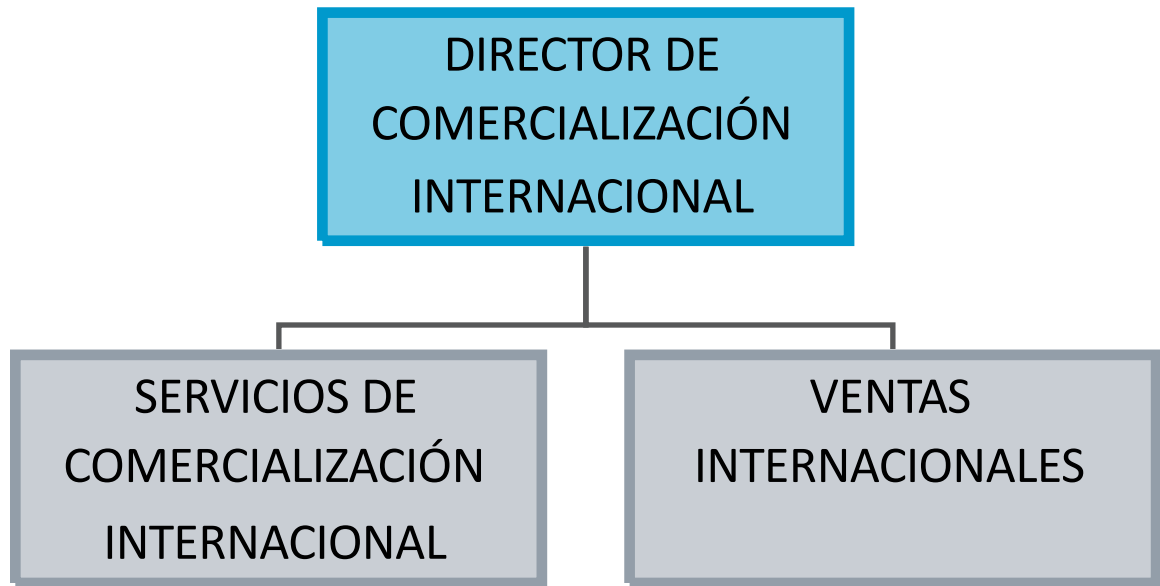 DIRECTOR DE
COMERCIALIZACIÓN
INTERNACIONAL
SERVICIOS DE
COMERCIALIZACIÓN
INTERNACIONAL
VENTAS
INTERNACIONALES